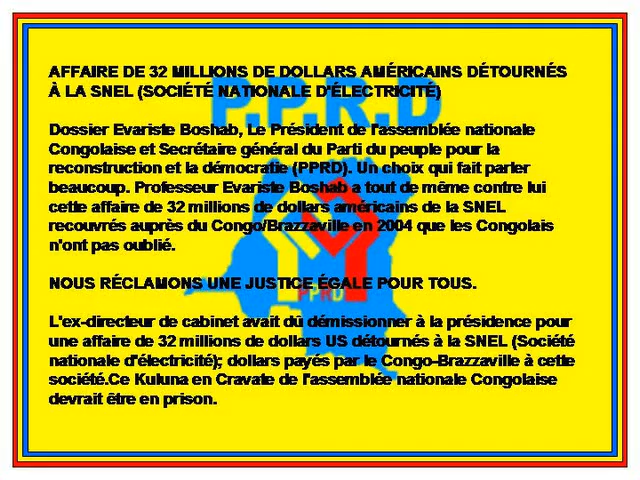 AFFAIRE DE 32 MILLIONS DE DOLLARS AMÉRICAINS DÉTOURNÉS
À LA SNEL (SOCIÉTÉ NATIONALE D'ÉLECTRICITÉ)
P.P.R.D
Dossier Evariste Boshab, Le Président de l'assemblée nationale
Congolaise et Secrétaire général du Parti du peuple pour la
reconstruction et la démocratie (PPRD). Un choix qui fait parler
beaucoup. Professeur Evariste Boshab a tout de même contre lui
cette affaire de 32 millions de dollars américains de la SNEL
recouvrés auprès du Congo/Brazzaville en 2004 que les Congolais
n'ont pas oublié.
NOUS RÉCLAMONS UNE JUSTICE ÉGALE POUR TOUS.
PPRD
L'ex-directeur de cabinet avait dû démissionner à la présidence pour
une affaire de 32 millions de dollars US détournés à la SNEL (Société
nationale d'électricité); dollars payés par le Congo-Brazzaville à cette
société.Ce Kuluna en Cravate de l'assemblée nationale Congolaise
devrait être en prison.